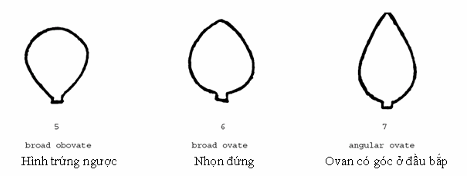 5 6 7
broad obovate broad ovate angular ovate
Hình trứng ngược Nhọn đứng Ovan có góc ở đầu bắp